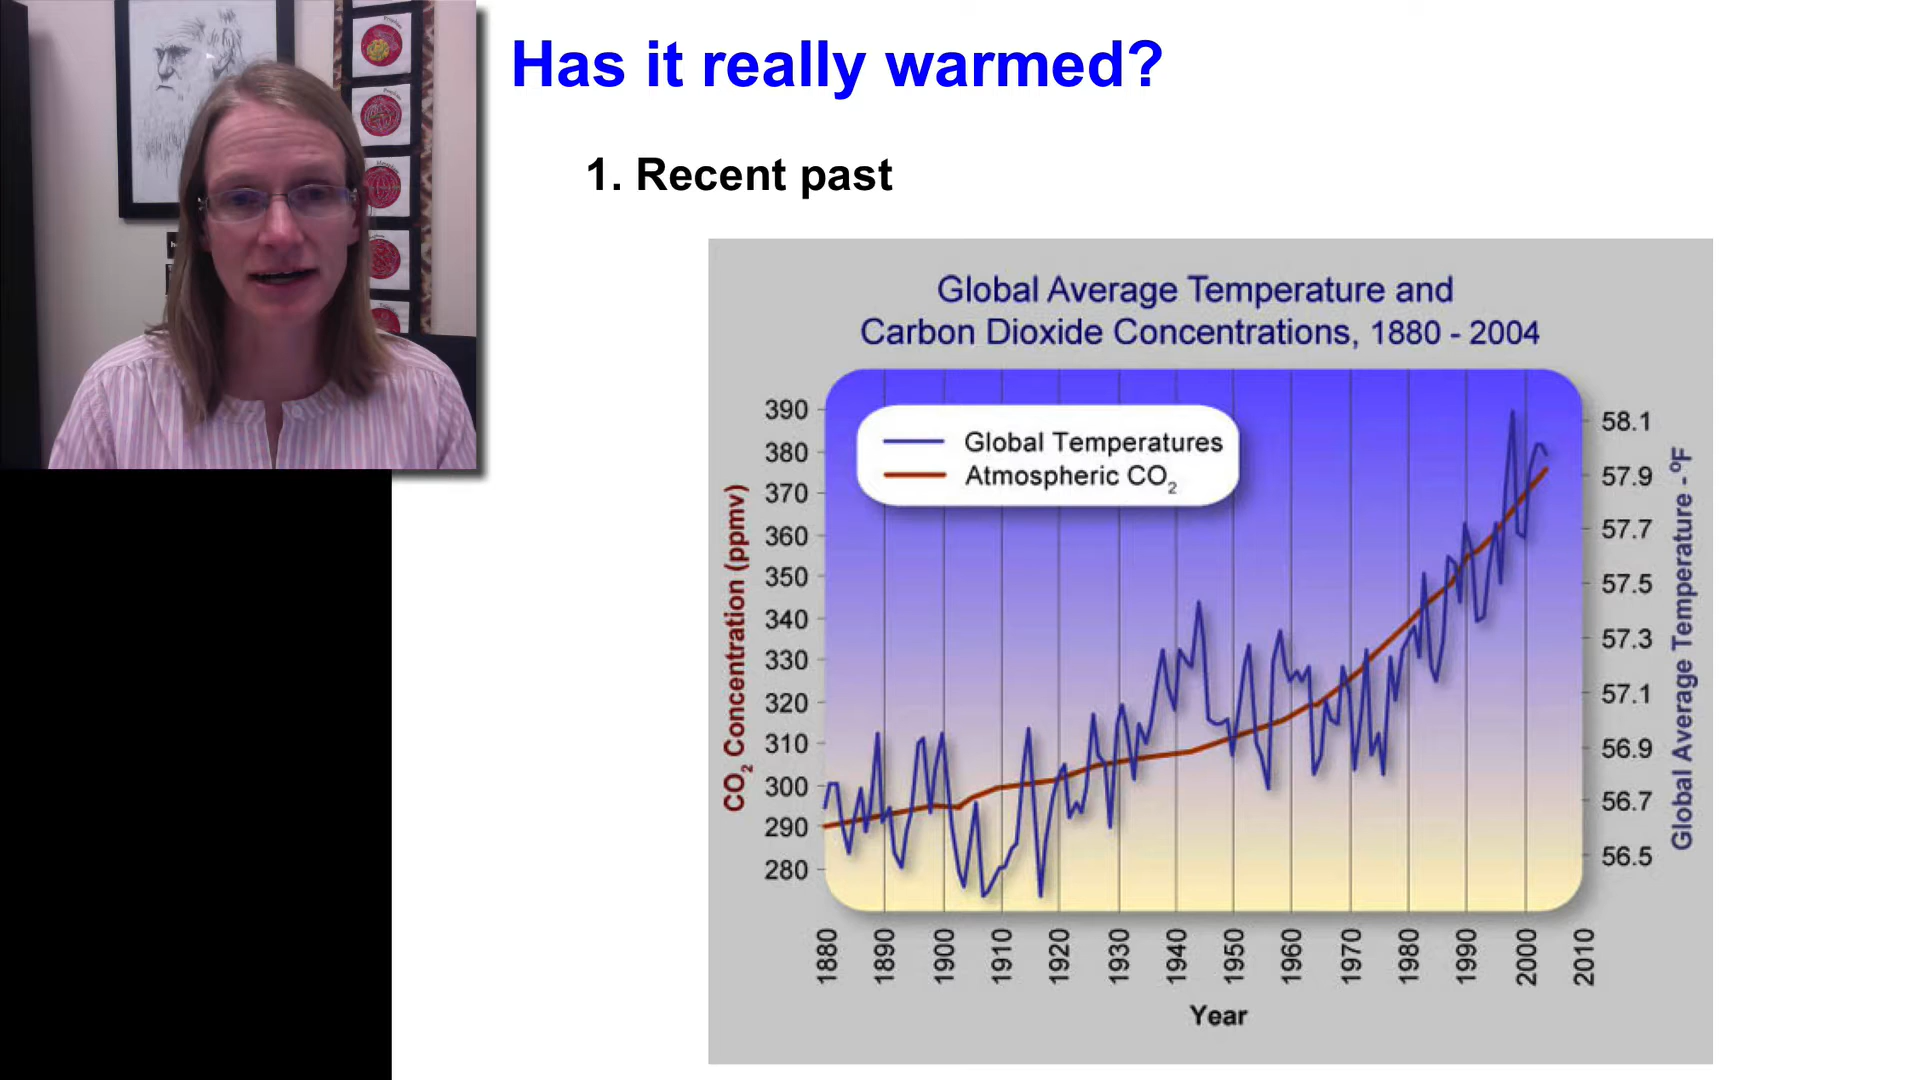 Has it really warmed?
1. Recent past
Global Average Temperature and
Carbon Dioxide Concentrations, 1880 - 2004
Global Temperatures
Atmospheric CO2
CO2 Concentration (ppmv)
390
380
370
360
350
340
330
320
310
300
290
280
58.1
57.9
57.7
57.5
57.3
57.1
56.9
56.7
56.5
Global Average Temperature - ºF
1880 1890 1900 1910 1920 1930 1940 1950 1960 1970 1980 1990 2000 2010
Year